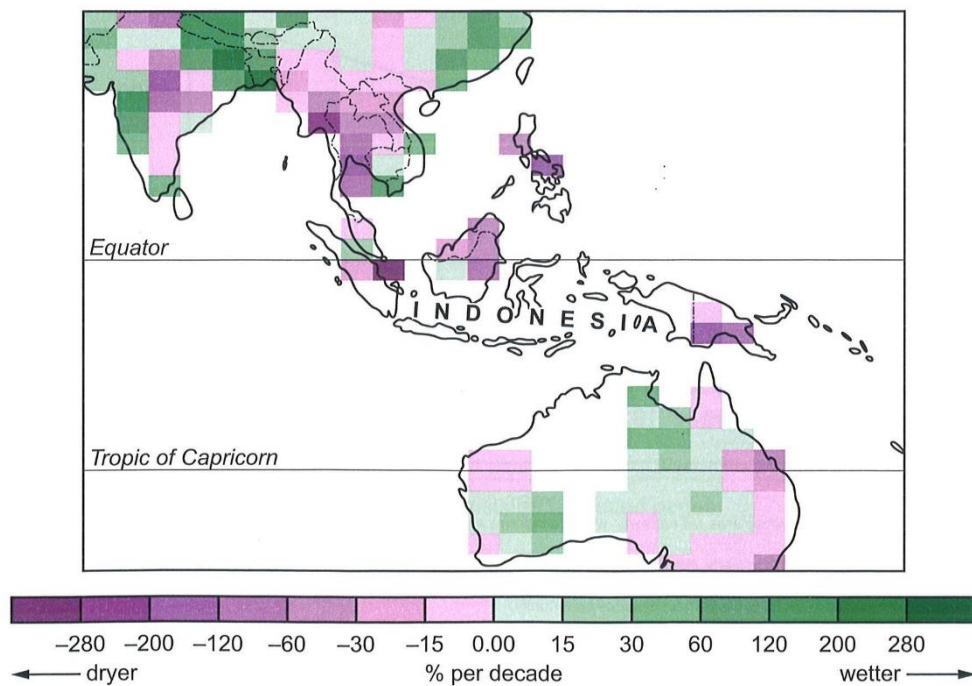 Equator
INDONESIA
Tropic of Capricorn
–280 –200 –120 –60 –30 –15 0.00 15 30 60 120 200 280
dryer % per decade wetter